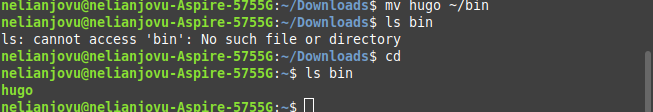 nelianjovu@nelianjovu-Aspire-5755G:~/Downloads$ mv hugo ~/bin
nelianjovu@nelianjovu-Aspire-5755G:~/Downloads$ ls bin
ls: cannot access 'bin': No such file or directory
nelianjovu@nelianjovu-Aspire-5755G:~/Downloads$ cd
nelianjovu@nelianjovu-Aspire-5755G:~$ ls bin
hugo
nelianjovu@nelianjovu-Aspire-5755G:~$